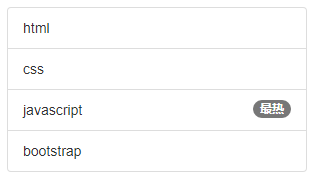 html
css
javascript 最热
bootstrap